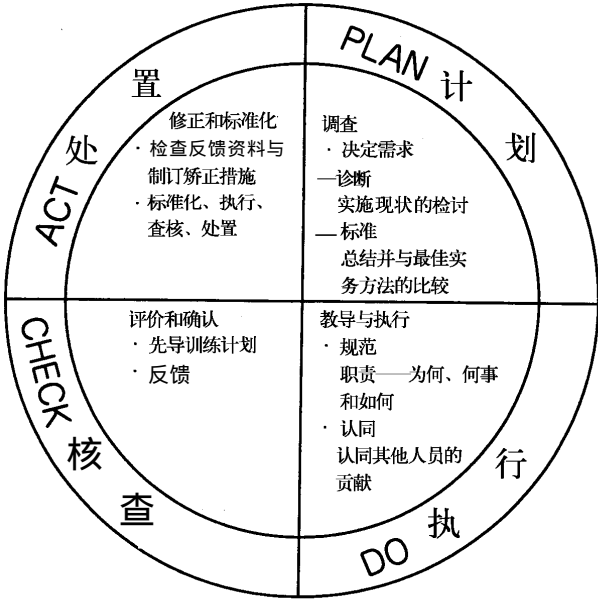 PLAN 计划
调查
· 决定需求
—诊断
实施现状的检讨
— 标准
总结并与最佳实
务方法的比较
DO 执行
教导与执行
· 规范
职责——为何、何事
和如何
· 认同
认同其他人员的
贡献
CHECK 核查
评价和确认
· 先导训练计划
· 反馈
ACT 处置
修正和标准化
· 检查反馈资料与
制订矫正措施
· 标准化、执行、
查核、处置